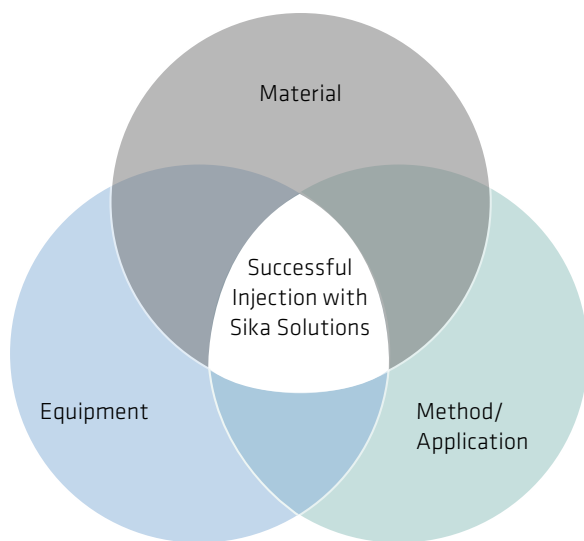 Material
Successful
Injection with
Sika Solutions
Equipment
Method/
Application